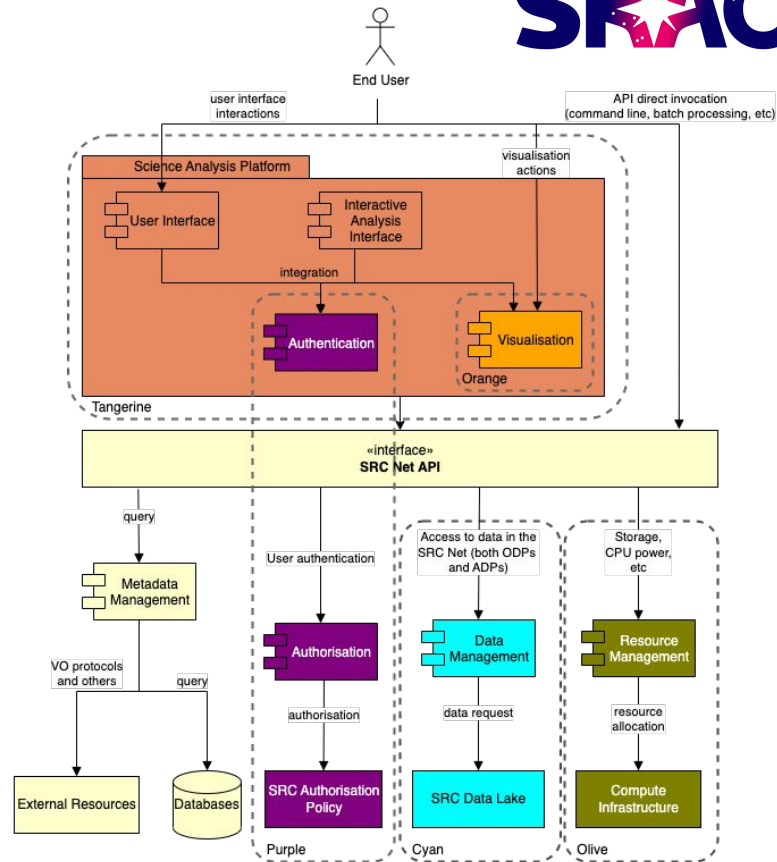 End User
user interface
interactions
API direct invocation
(command line, batch processing, etc)
visualisation
actions
Science Analysis Platform
User Interface
Interactive
Analysis
Interface
integration
Authentication
Visualisation
Orange
Tangerine
«interface»
SRC Net API
query
User authentication
Access to data in the
SRC Net (both ODPs
and ADPs)
Storage,
CPU power,
etc
Metadata
Management
Authorisation
Data
Management
Resource
Management
VO protocols
and others
query
authorisation
data request
resource
allocation
External Resources
Databases
SRC Authorisation
Policy
SRC Data Lake
Compute
Infrastructure
Purple
Cyan
Olive